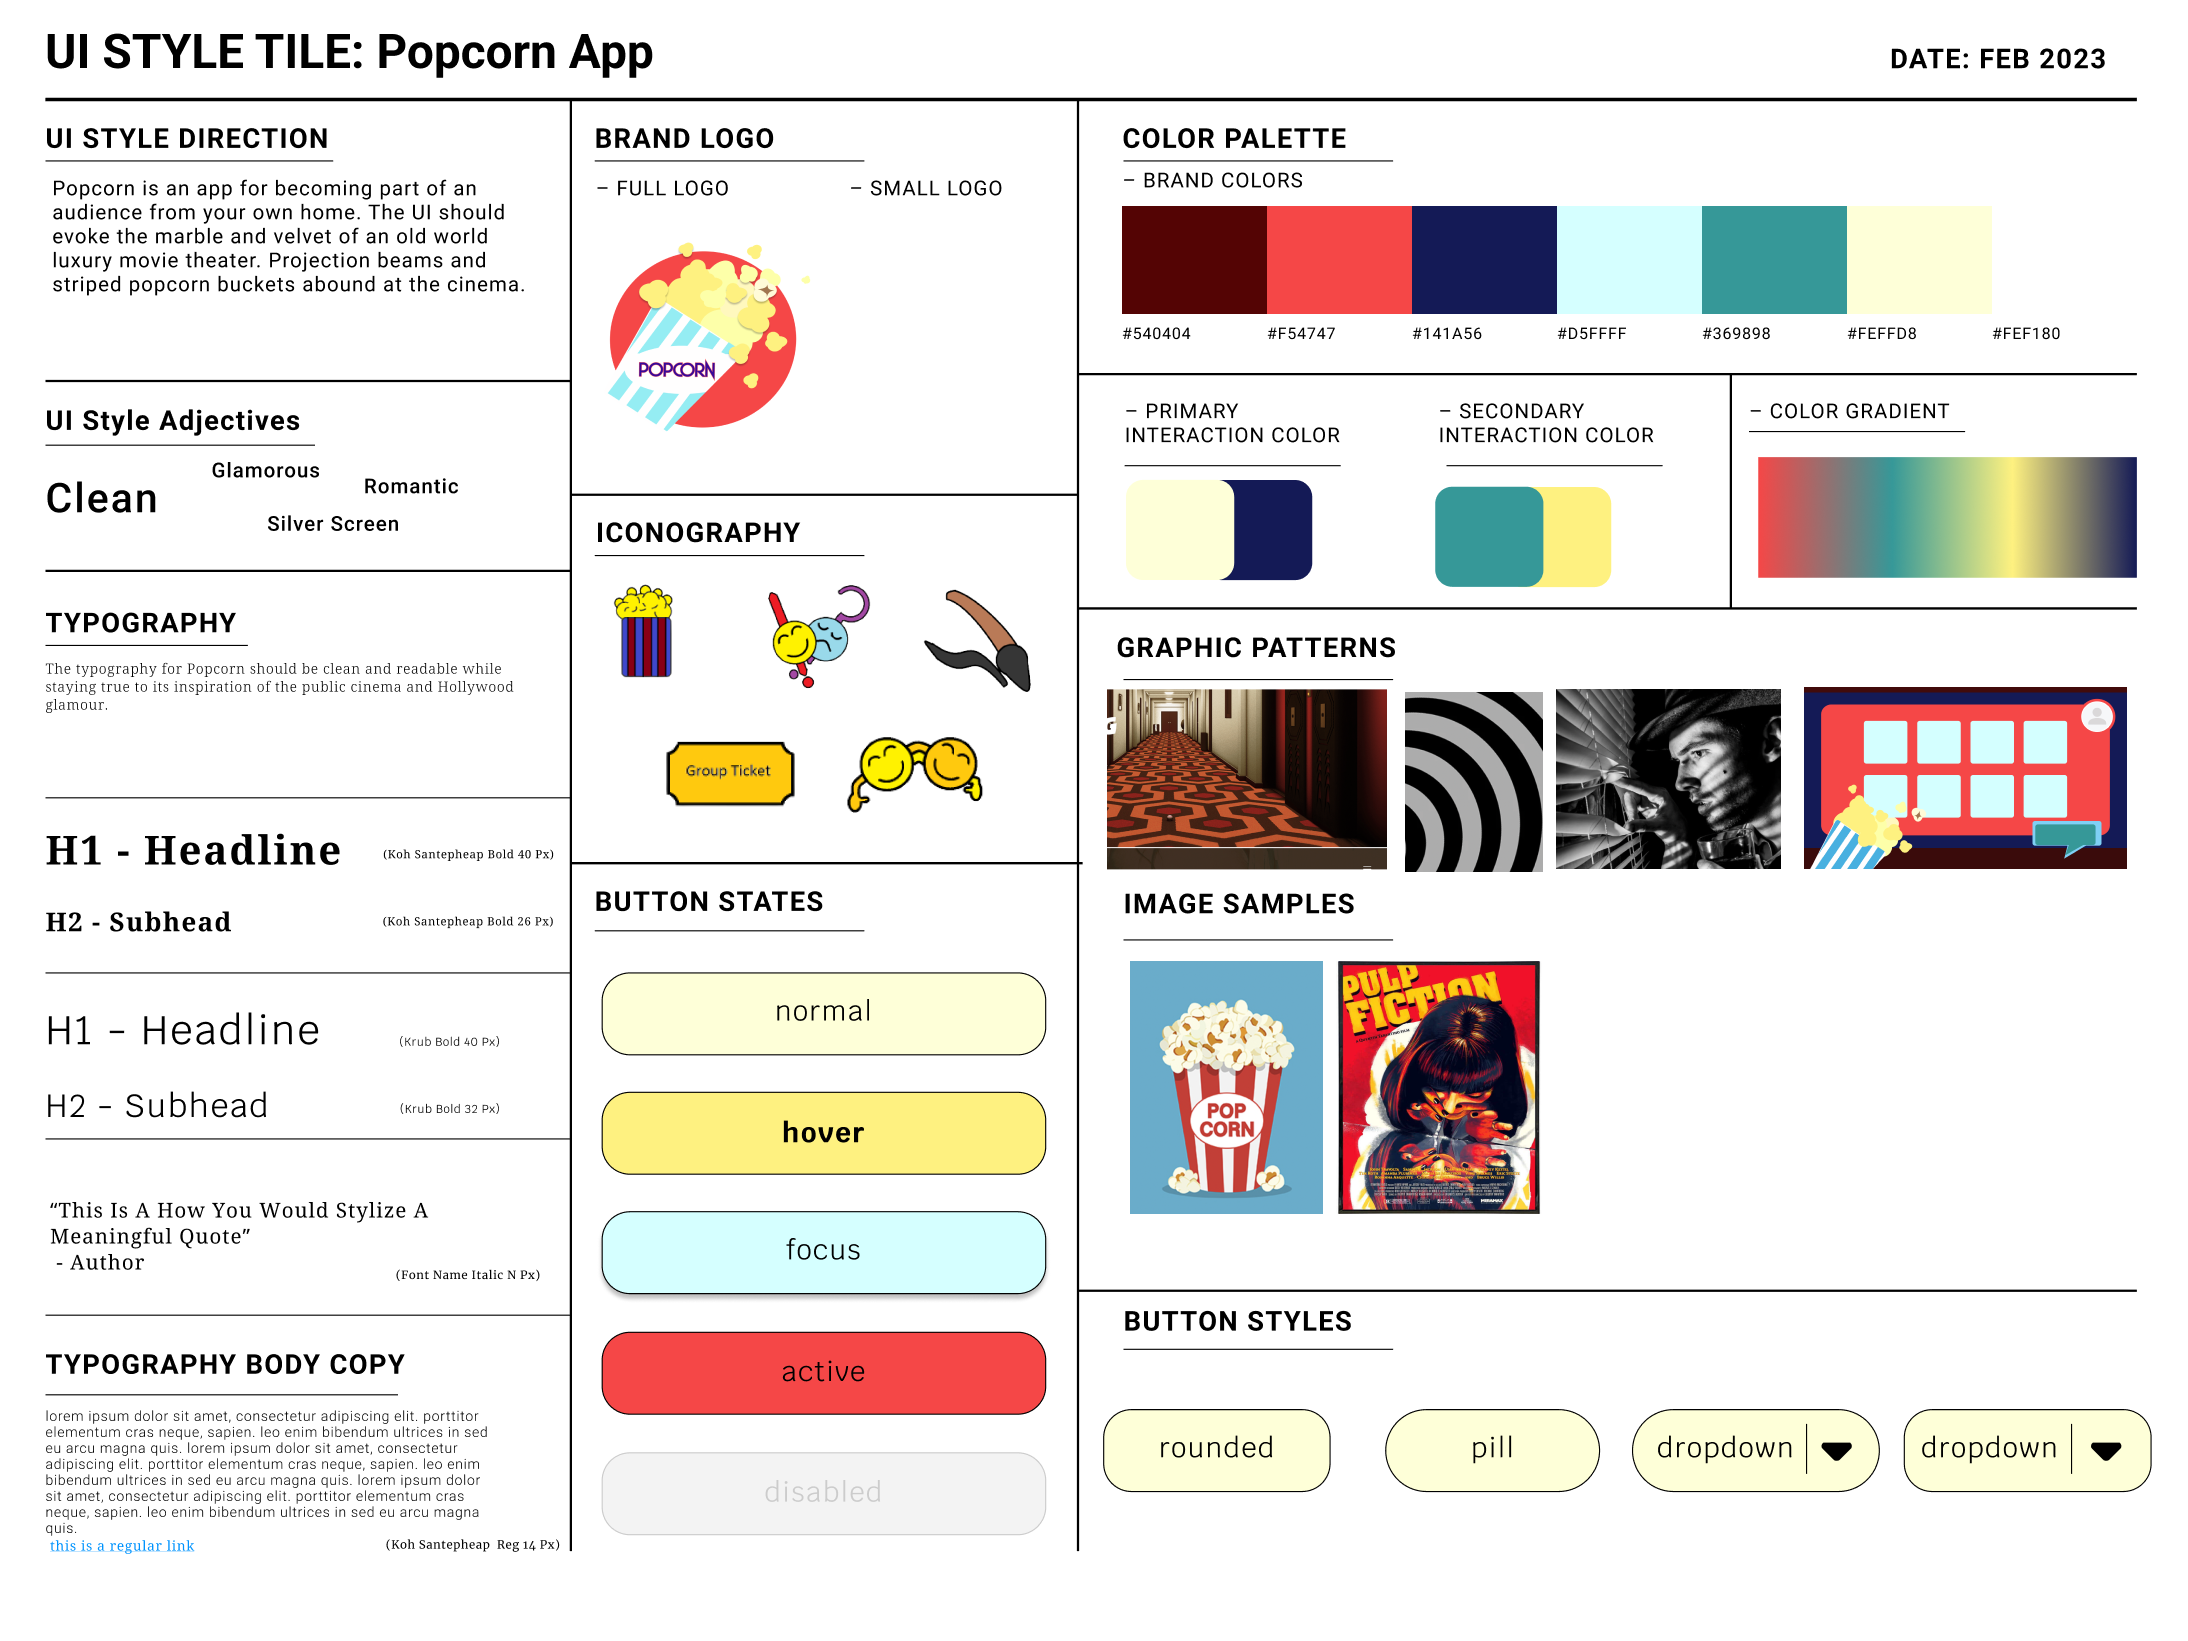 UI STYLE TILE: Popcorn App
DATE: FEB 2023
UI STYLE DIRECTION
Popcorn is an app for becoming part of an
audience from your own home. The UI should
evoke the marble and velvet of an old world
luxury movie theater. Projection beams and
striped popcorn buckets abound at the cinema.
UI Style Adjectives
Clean
Glamorous
Romantic
Silver Screen
TYPOGRAPHY
The typography for Popcorn should be clean and readable while
staying true to its inspiration of the public cinema and Hollywood
glamour.
H1 - Headline
(Koh Santepheap Bold 40 Px)
H2 - Subhead
(Koh Santepheap Bold 26 Px)
H1 – Headline
(Krub Bold 40 Px)
H2 – Subhead
(Krub Bold 32 Px)
“This Is A How You Would Stylize A
Meaningful Quote”
- Author
(Font Name Italic N Px)
TYPOGRAPHY BODY COPY
lorem ipsum dolor sit amet, consectetur adipiscing elit. porttitor
elementum cras neque, sapien. leo enim bibendum ultrices in sed
eu arcu magna quis. lorem ipsum dolor sit amet, consectetur
adipiscing elit. porttitor elementum cras neque, sapien. leo enim
bibendum ultrices in sed eu arcu magna quis. lorem ipsum dolor
sit amet, consectetur adipiscing elit. porttitor elementum cras
neque, sapien. leo enim bibendum ultrices in sed eu arcu magna
quis.
this is a regular link
(Koh Santepheap  Reg 14 Px)
BRAND LOGO
– FULL LOGO
– SMALL LOGO
POPCORN
ICONOGRAPHY
Group Ticket
BUTTON STATES
normal
hover
focus
active
disabled
COLOR PALETTE
– BRAND COLORS
#540404
#F54747
#141A56
#D5FFFF
#369898
#FEFFD8
#FEF180
– PRIMARY
INTERACTION COLOR
– SECONDARY
INTERACTION COLOR
– COLOR GRADIENT
GRAPHIC PATTERNS
G
IMAGE SAMPLES
POP
CORN
PULP
FICTION
MIRAMAX
BUTTON STYLES
rounded
pill
dropdown
dropdown